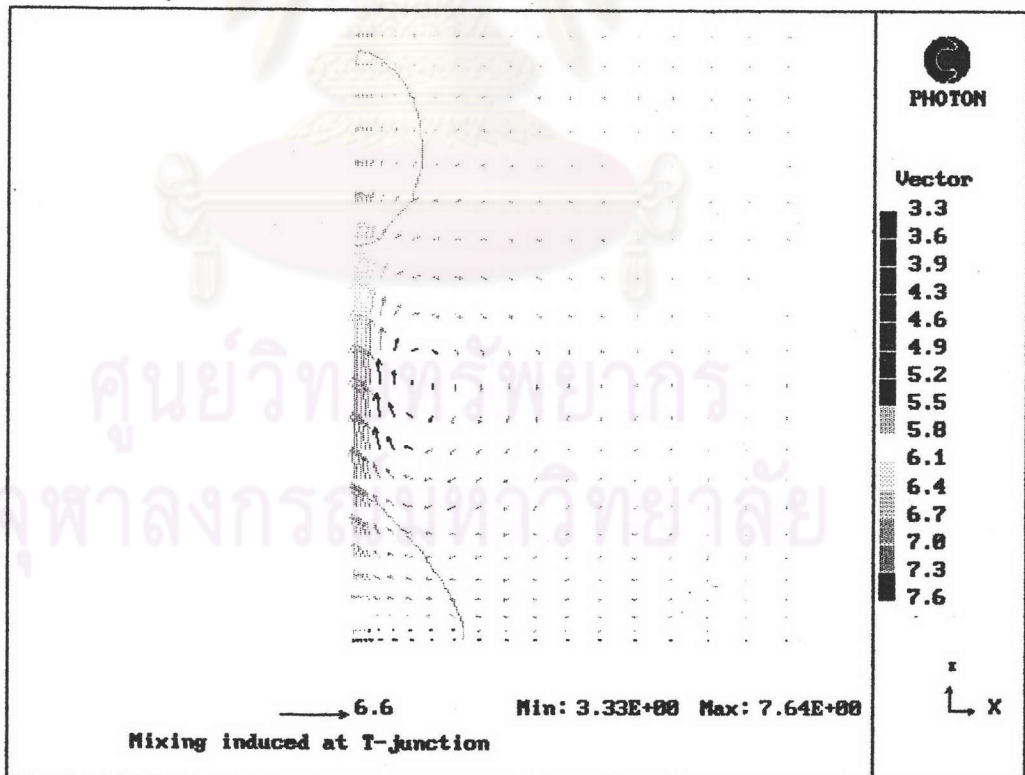 PHOTON
Vector
3.3
3.6
3.9
4.3
4.6
4.9
5.2
5.5
5.8
6.1
6.4
6.7
7.0
7.3
7.6
ศูนย์วิทยทรัพยากร
จุฬาลงกรณ์มหาวิทยาลัย
6.6 Min: 3.33E+00 Max: 7.64E+00
Mixing induced at T-junction
z
X